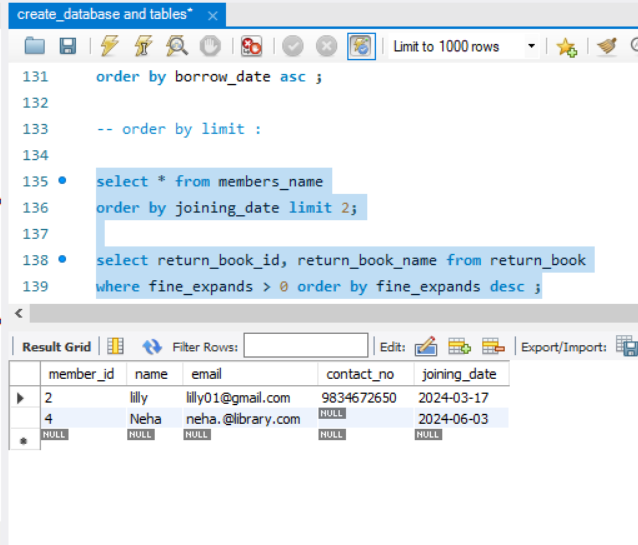 create_database and tables*
Limit to 1000 rows
131 order by borrow_date asc ;
132
133 -- order by limit :
134
135 select * from members_name
136 order by joining_date limit 2;
137
138 select return_book_id, return_book_name from return_book
139 where fine_expands > 0 order by fine_expands desc ;
Result Grid Filter Rows: Edit: Export/Import:
member_id name email contact_no joining_date
2 lilly lilly01@gmail.com 9834672650 2024-03-17
4 Neha neha.@library.com NULL 2024-06-03
NULL NULL NULL NULL NULL